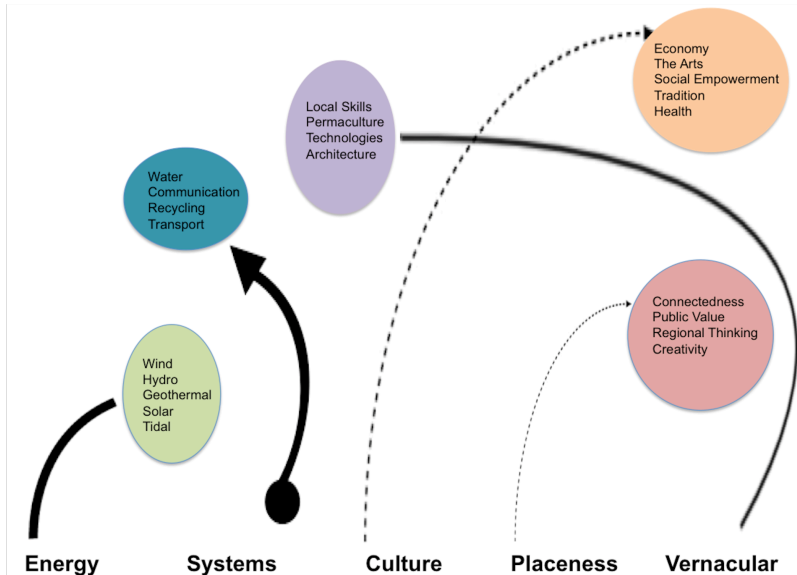 Economy
The Arts
Social Empowerment
Tradition
Health
Local Skills
Permaculture
Technologies
Architecture
Water
Communication
Recycling
Transport
Connectedness
Public Value
Regional Thinking
Creativity
Wind
Hydro
Geothermal
Solar
Tidal
Energy Systems Culture Placeness Vernacular